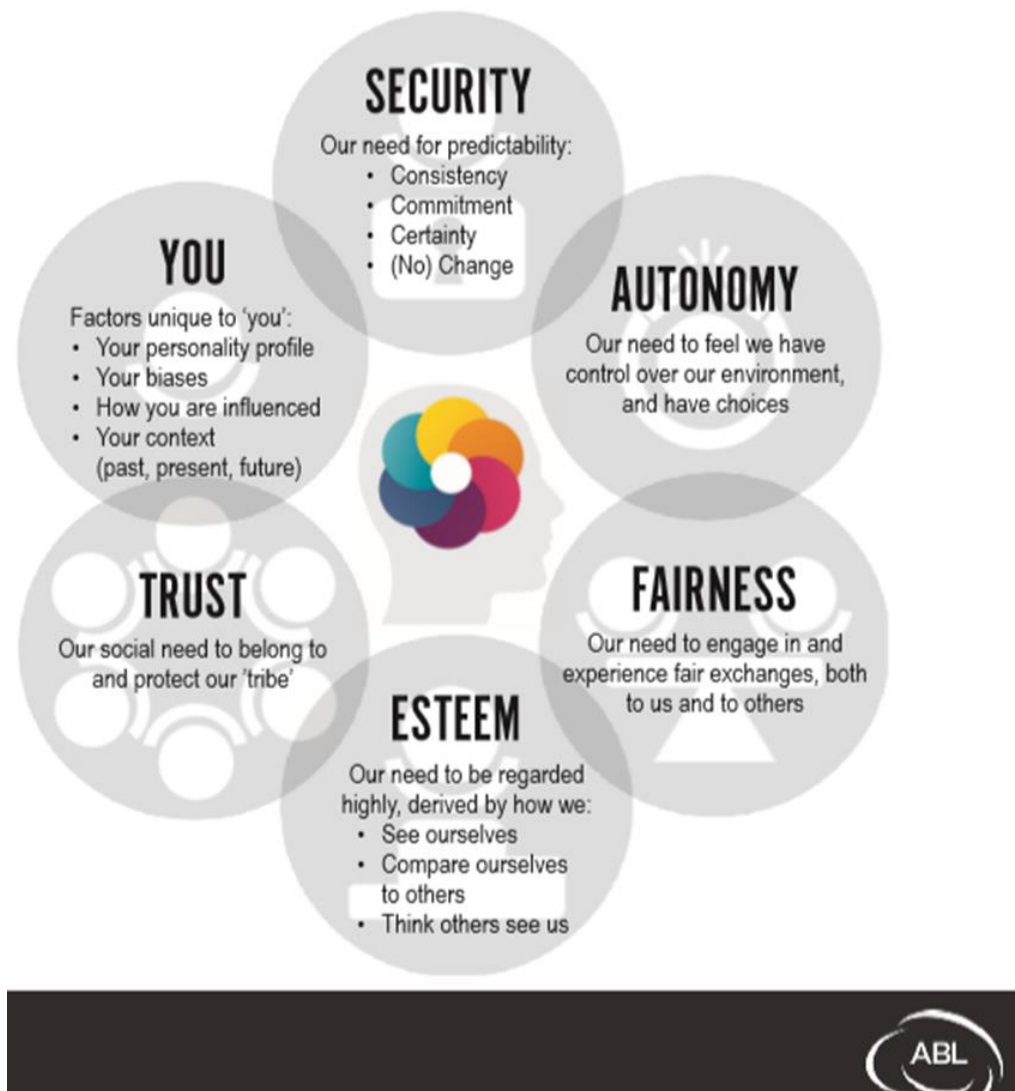 SECURITY
Our need for predictability:
• Consistency
• Commitment
• Certainty
• (No) Change
AUTONOMY
Our need to feel we have
control over our environment,
and have choices
FAIRNESS
Our need to engage in and
experience fair exchanges, both
to us and to others
ESTEEM
Our need to be regarded
highly, derived by how we:
• See ourselves
• Compare ourselves
to others
• Think others see us
TRUST
Our social need to belong to
and protect our 'tribe'
YOU
Factors unique to 'you':
• Your personality profile
• Your biases
• How you are influenced
• Your context
(past, present, future)
ABL